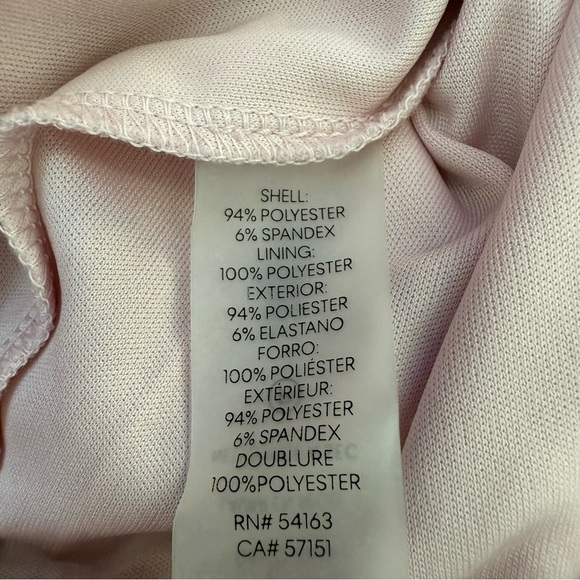 SHELL:
94% POLYESTER
6% SPANDEX
LINING:
100% POLYESTER
EXTERIOR:
94% POLIESTER
6% ELASTANO
FORRO:
100% POLIÉSTER
EXTÉRIEUR:
94% POLYESTER
6% SPANDEX
DOUBLURE
100%POLYESTER
RN# 54163
CA# 57151